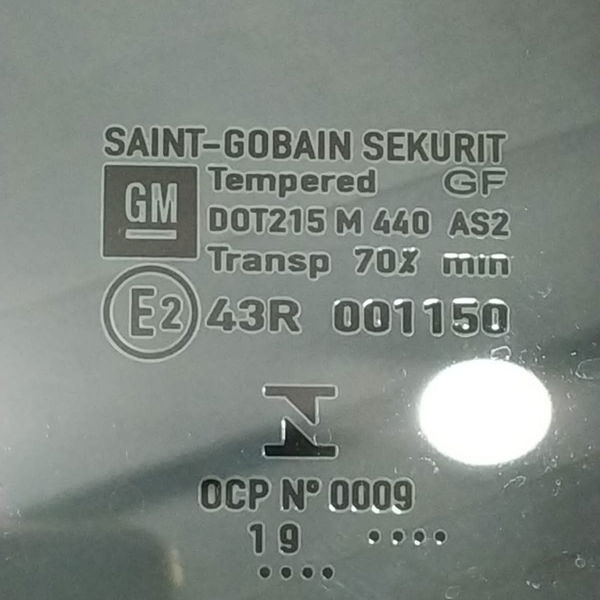 SAINT-GOBAIN SEKURIT
GM
Tempered GF
DOT215 M 440 AS2
Transp 70% min
E2 43R 001150
OCP Nº 0009
19 ....
....